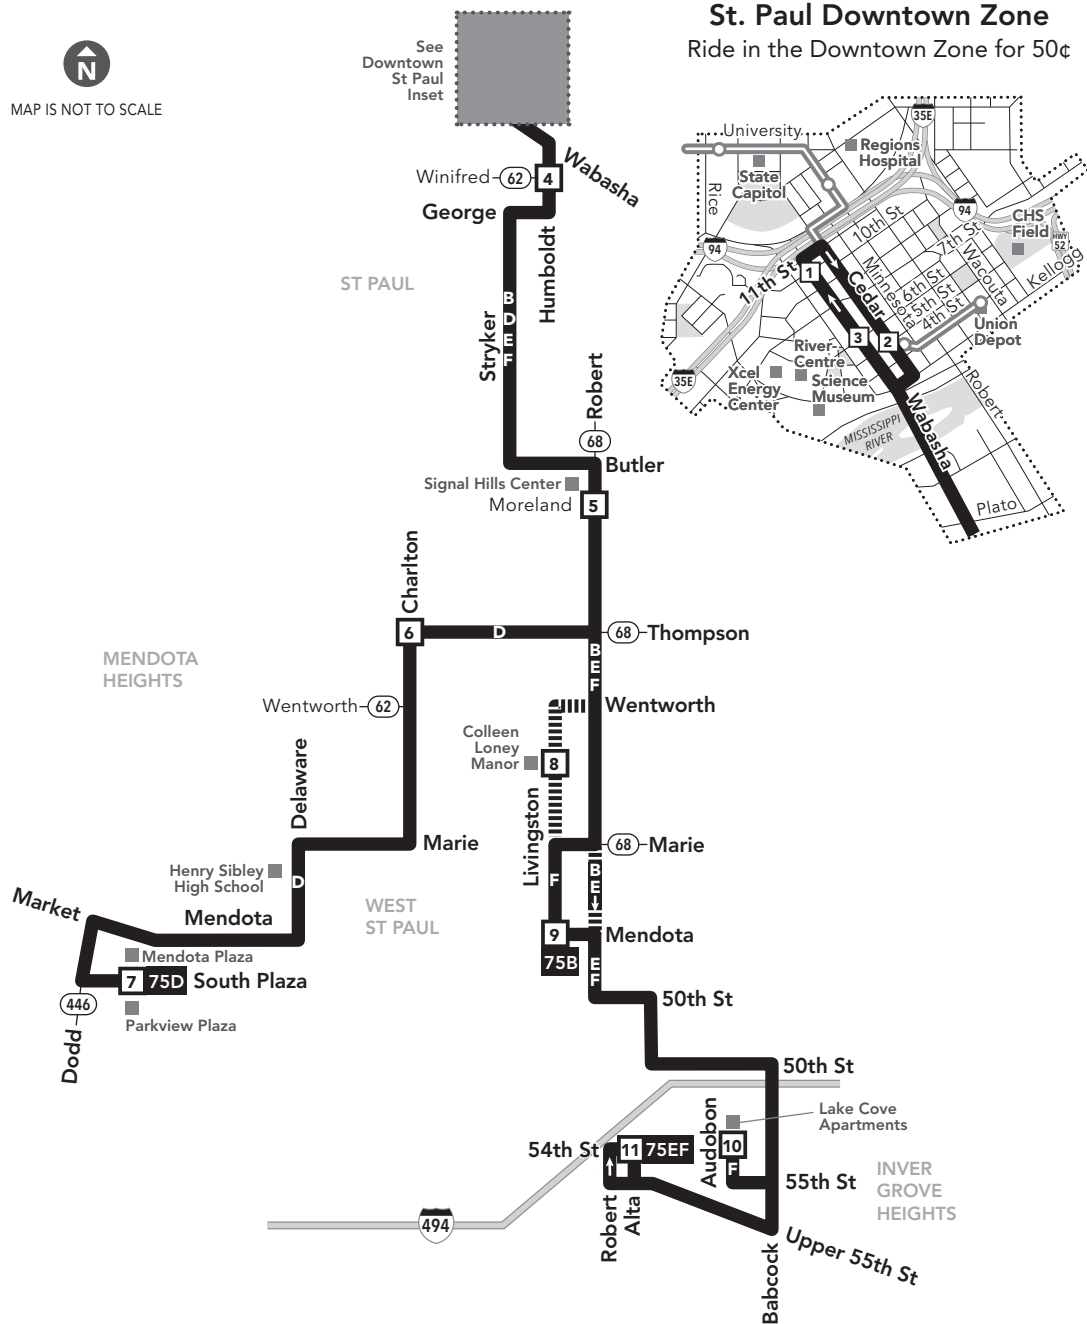 St. Paul Downtown Zone
Ride in the Downtown Zone for 50¢
N
MAP IS NOT TO SCALE
See
Downtown
St Paul
Inset
Wabasha
Winifred
62
4
George
Humboldt
ST PAUL
Stryker
B
D
E
F
Robert
68
Butler
Signal Hills Center
Moreland
5
Charlton
6
D
68
Thompson
B
E
F
MENDOTA
HEIGHTS
Wentworth
62
Wentworth
Colleen
Loney
Manor
8
Livingston
Delaware
Marie
68
Marie
Henry Sibley
High School
D
F
B
E
WEST
ST PAUL
Market
Mendota
9
Mendota
75B
E
F
Mendota Plaza
7
75D
South Plaza
446
Parkview Plaza
Dodd
50th St
50th St
Lake Cove
Apartments
Audobon
10
F
54th St
11
75EF
55th St
INVER
GROVE
HEIGHTS
Robert
Alta
494
Upper 55th St
Babcock
35E
University
Regions
Hospital
State
Capitol
Rice
94
10th St
CHS
Field
HWY
52
7th St
Wacouta
Kellogg
94
11th St
1
Minnesota
6th St
5th St
4th St
Cedar
Union
Depot
3
2
River-
Centre
Xcel
Energy
Center
Science
Museum
35E
Robert
Wabasha
MISSISSIPPI
RIVER
Plato